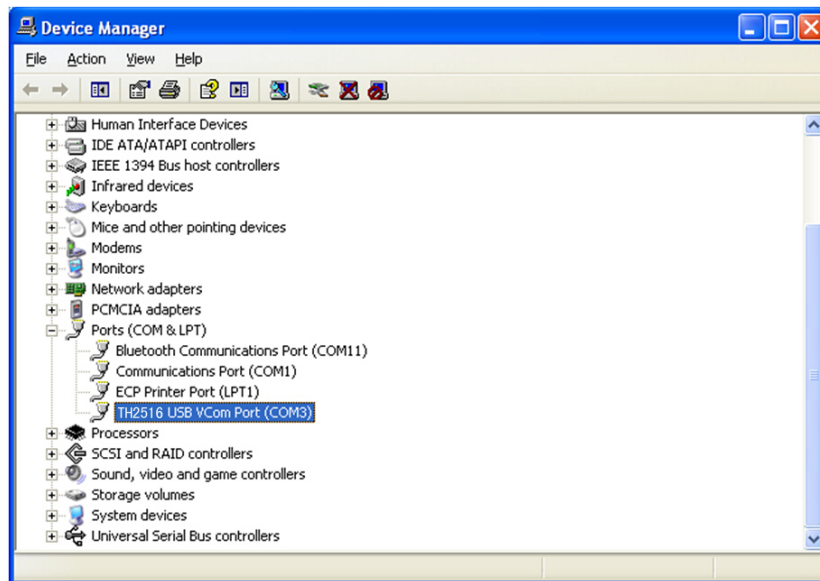 Device Manager
File Action View Help
Human Interface Devices
IDE ATA/ATAPI controllers
IEEE 1394 Bus host controllers
Infrared devices
Keyboards
Mice and other pointing devices
Modems
Monitors
Network adapters
PCMCIA adapters
Ports (COM & LPT)
Bluetooth Communications Port (COM11)
Communications Port (COM1)
ECP Printer Port (LPT1)
TH2516 USB VCom Port (COM3)
Processors
SCSI and RAID controllers
Sound, video and game controllers
Storage volumes
System devices
Universal Serial Bus controllers